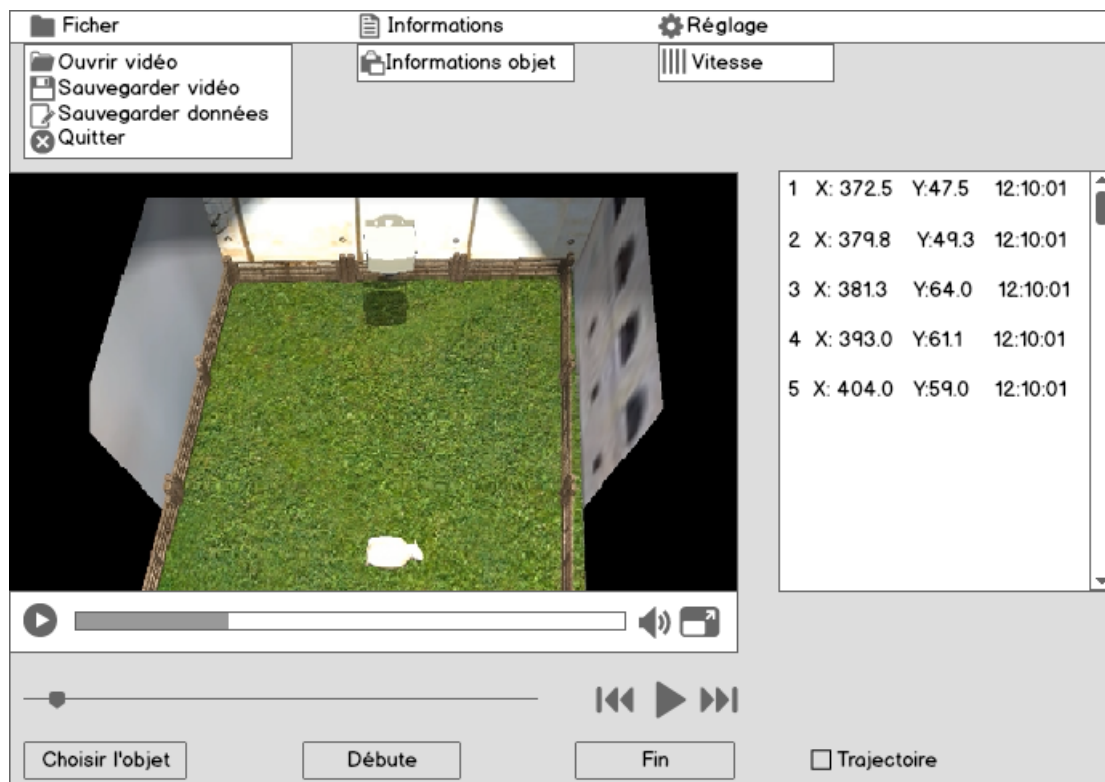 Ficher Informations Réglage
Ouvrir vidéo
Sauvegarder vidéo
Sauvegarder données
Quitter
Informations objet
Vitesse
1 X: 372.5 Y:47.5 12:10:01
2 X: 379.8 Y:49.3 12:10:01
3 X: 381.3 Y:64.0 12:10:01
4 X: 393.0 Y:61.1 12:10:01
5 X: 404.0 Y:59.0 12:10:01
Choisir l'objet Débute Fin Trajectoire